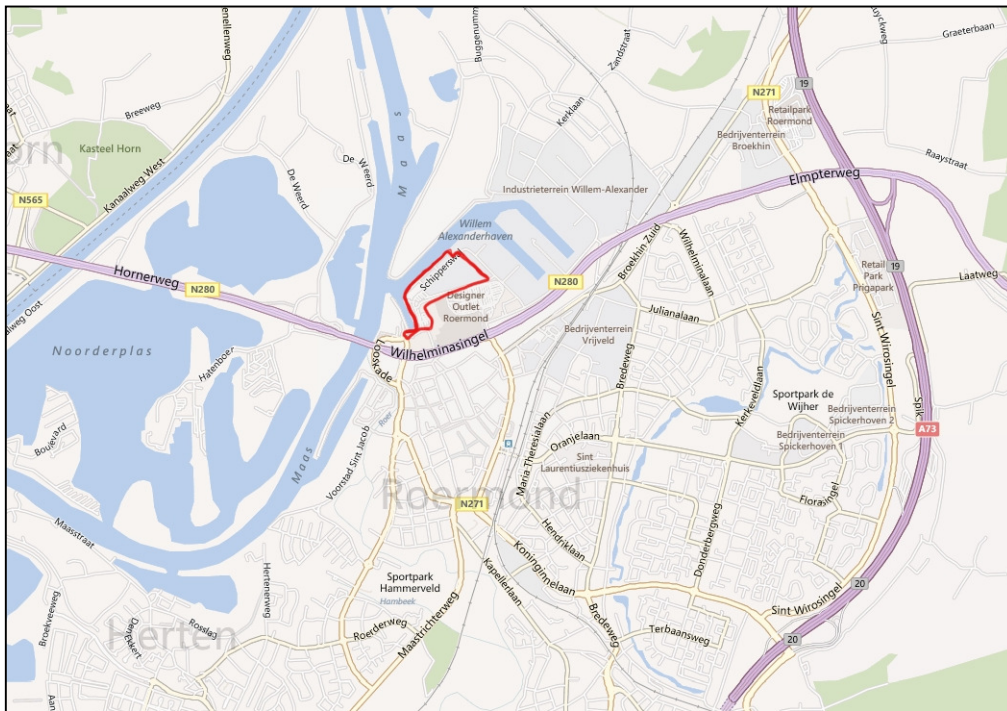 Graeterbaan
Zandstraat
Breeweg
Kerklaan
19
N271
Retailpark
Roermond
Kasteel Horn
Bedrijventerrein
Broekhin
Raaystraat
Kanaalweg West
De
Weerd
De Weerd
Maas
Industrieterrein Willem-Alexander
Elmpterweg
N565
Willem
Alexanderhaven
Broekhin Zuid
Wilhelminalaan
Hornerweg
N280
N280
Designer
Outlet
Roermond
Retail
Park
Prigapark
19
Laatweg
Julianalaan
Bedrijventerrein
Vrijveld
Wilhelminasingel
Sint Wirosingel
Noorderplas
Hatenboer
Looskade
Roer
Bredeweg
Kerkeveldlaan
Sportpark de
Wijher
Bedrijventerrein
Spickerhoven 2
A73
Bedrijventerrein
Spickerhoven 1
Boulevard
Maas
Voorstad Sint Jacob
Maria Theresialaan
Oranjelaan
Sint
Laurentiusziekenhuis
Florasingel
Roermond
N271
Maasstraat
Hendriklaan
Koninginnelaan
Donderbergweg
Kapellerlaan
Sportpark
Hammerveld
Hambeek
Hertenerweg
20
Sint Wirosingel
Broekveeweg
Herten
Roerderweg
Maastrichterweg
Bredeweg
Terbaansweg
20